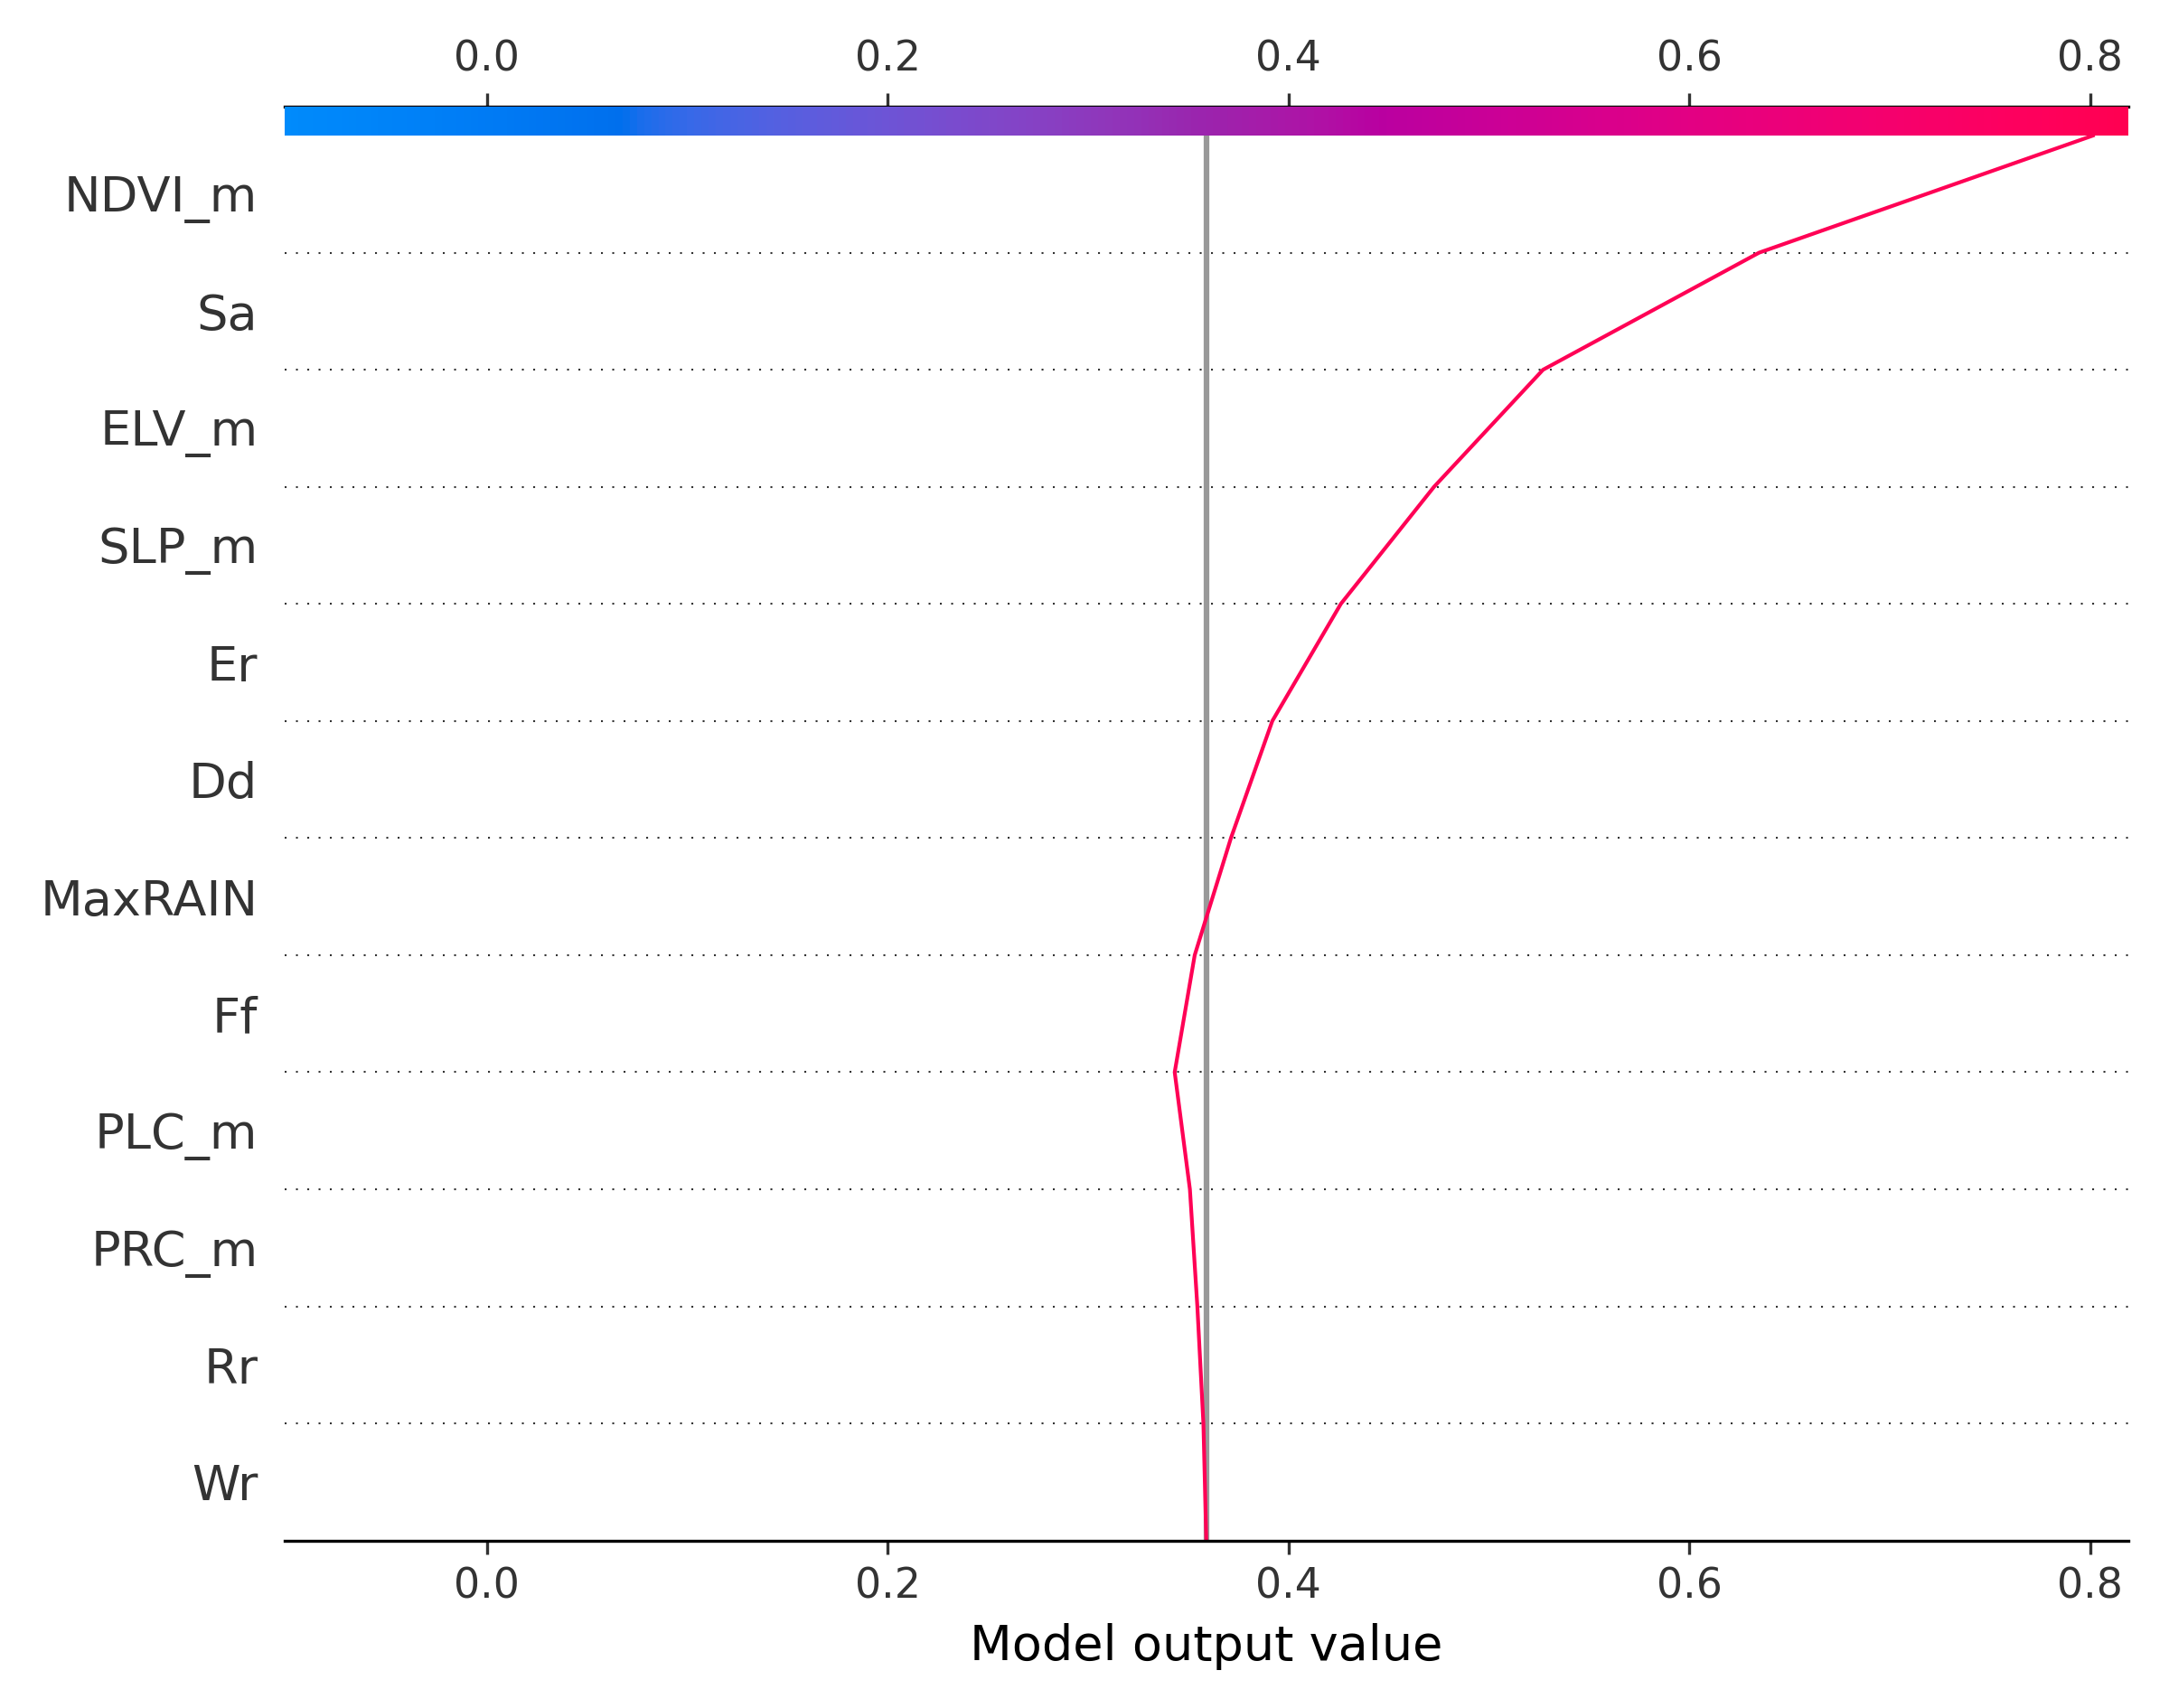 0.0 0.2 0.4 0.6 0.8
NDVI_m
Sa
ELV_m
SLP_m
Er
Dd
MaxRAIN
Ff
PLC_m
PRC_m
Rr
Wr
0.0 0.2 0.4 0.6 0.8
Model output value